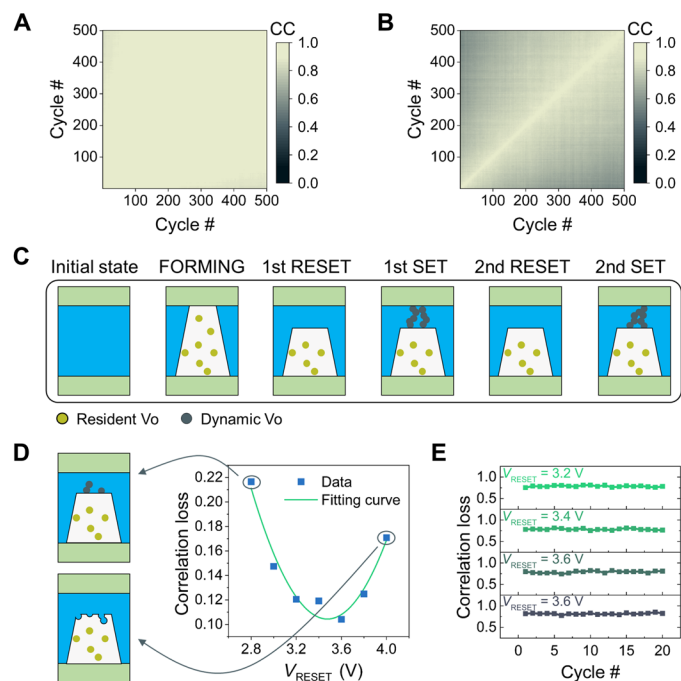 A
500
400
300
200
100
Cycle #
100 200 300 400 500
Cycle #
CC
1.0
0.8
0.6
0.4
0.2
0.0
B
500
400
300
200
100
Cycle #
100 200 300 400 500
Cycle #
CC
1.0
0.8
0.6
0.4
0.2
0.0
C
Initial state FORMING 1st RESET 1st SET 2nd RESET 2nd SET
Resident Vo Dynamic Vo
D
0.22
0.20
0.18
0.16
0.14
0.12
0.10
Correlation loss
Data
Fitting curve
2.8 3.2 3.6 4.0
VRESET (V)
E
Correlation loss
1.0
0.5
VRESET = 3.2 V
1.0
0.5
VRESET = 3.4 V
1.0
0.5
VRESET = 3.6 V
1.0
0.5
VRESET = 3.6 V
0 5 10 15 20
Cycle #